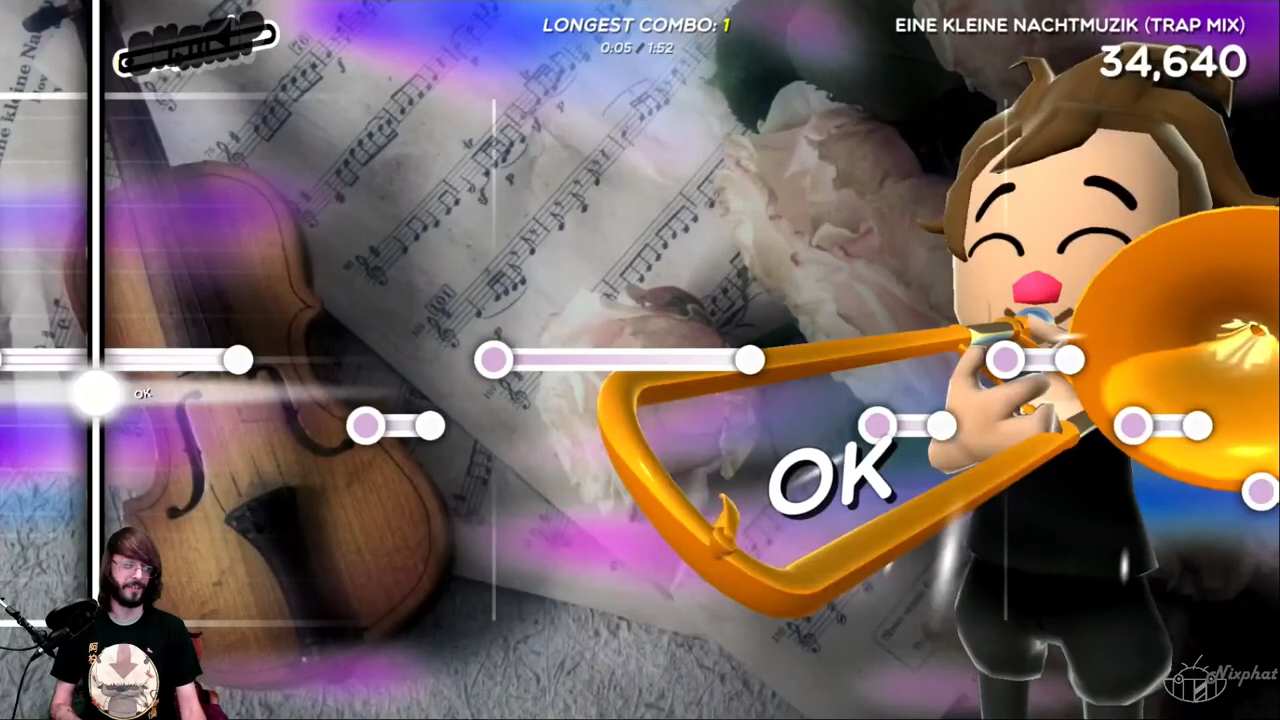 LONGEST COMBO: 1
0:05 / 1:52
EINE KLEINE NACHTMUZIK (TRAP MIX)
34,640
OK
OK
Nixphat